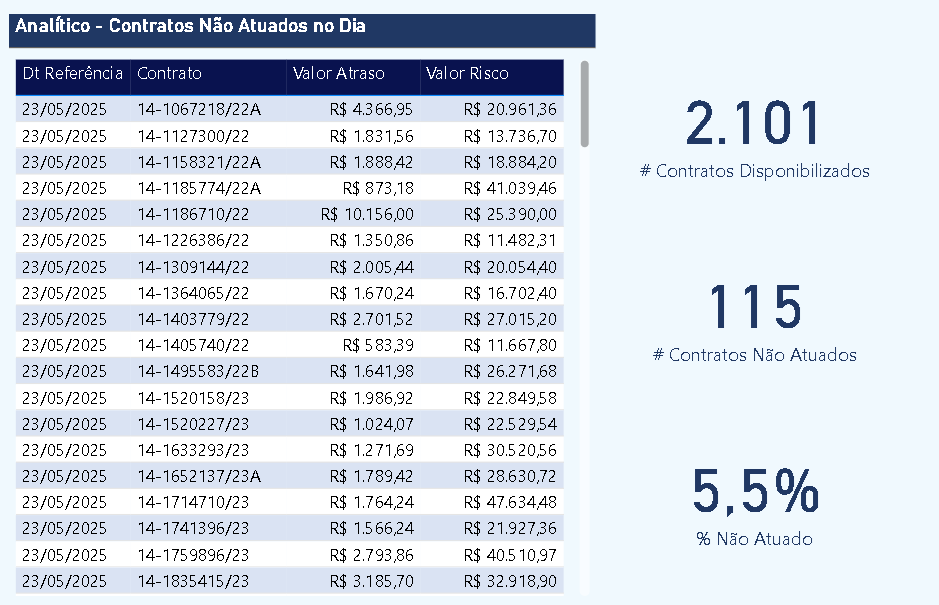 Analítico - Contratos Não Atuados no Dia
Dt Referência Contrato Valor Atraso Valor Risco
23/05/2025 14-1067218/22A R$ 4.366,95 R$ 20.961,36
23/05/2025 14-1127300/22 R$ 1.831,56 R$ 13.736,70
23/05/2025 14-1158321/22A R$ 1.888,42 R$ 18.884,20
23/05/2025 14-1185774/22A R$ 873,18 R$ 41.039,46
23/05/2025 14-1186710/22 R$ 10.156,00 R$ 25.390,00
23/05/2025 14-1226386/22 R$ 1.350,86 R$ 11.482,31
23/05/2025 14-1309144/22 R$ 2.005,44 R$ 20.054,40
23/05/2025 14-1364065/22 R$ 1.670,24 R$ 16.702,40
23/05/2025 14-1403779/22 R$ 2.701,52 R$ 27.015,20
23/05/2025 14-1405740/22 R$ 583,39 R$ 11.667,80
23/05/2025 14-1495583/22B R$ 1.641,98 R$ 26.271,68
23/05/2025 14-1520158/23 R$ 1.986,92 R$ 22.849,58
23/05/2025 14-1520227/23 R$ 1.024,07 R$ 22.529,54
23/05/2025 14-1633293/23 R$ 1.271,69 R$ 30.520,56
23/05/2025 14-1652137/23A R$ 1.789,42 R$ 28.630,72
23/05/2025 14-1714710/23 R$ 1.764,24 R$ 47.634,48
23/05/2025 14-1741396/23 R$ 1.566,24 R$ 21.927,36
23/05/2025 14-1759896/23 R$ 2.793,86 R$ 40.510,97
23/05/2025 14-1835415/23 R$ 3.185,70 R$ 32.918,90
2.101
# Contratos Disponibilizados
115
# Contratos Não Atuados
5,5%
% Não Atuado